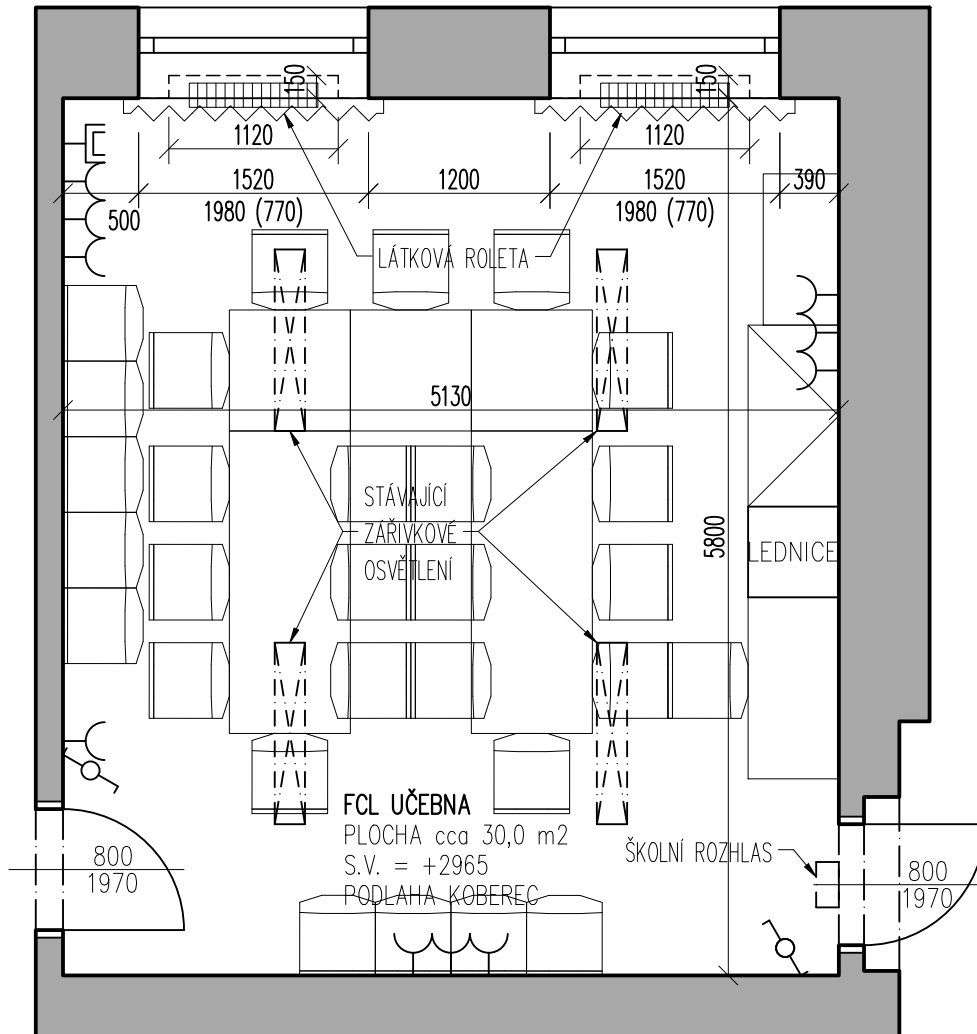 150
150
1120
1120
500
1520
1980 (770)
1200
1520
1980 (770)
390
LÁTKOVÁ ROLETA
5130
STÁVAJÍCÍ
ZÁŘIVKOVÉ
OSVĚTLENÍ
5800
LEDNICE
FCL UČEBNA
PLOCHA cca 30,0 m2
S.V. = +2965
PODLAHA KOBEREC
ŠKOLNÍ ROZHLAS
800
1970
800
1970